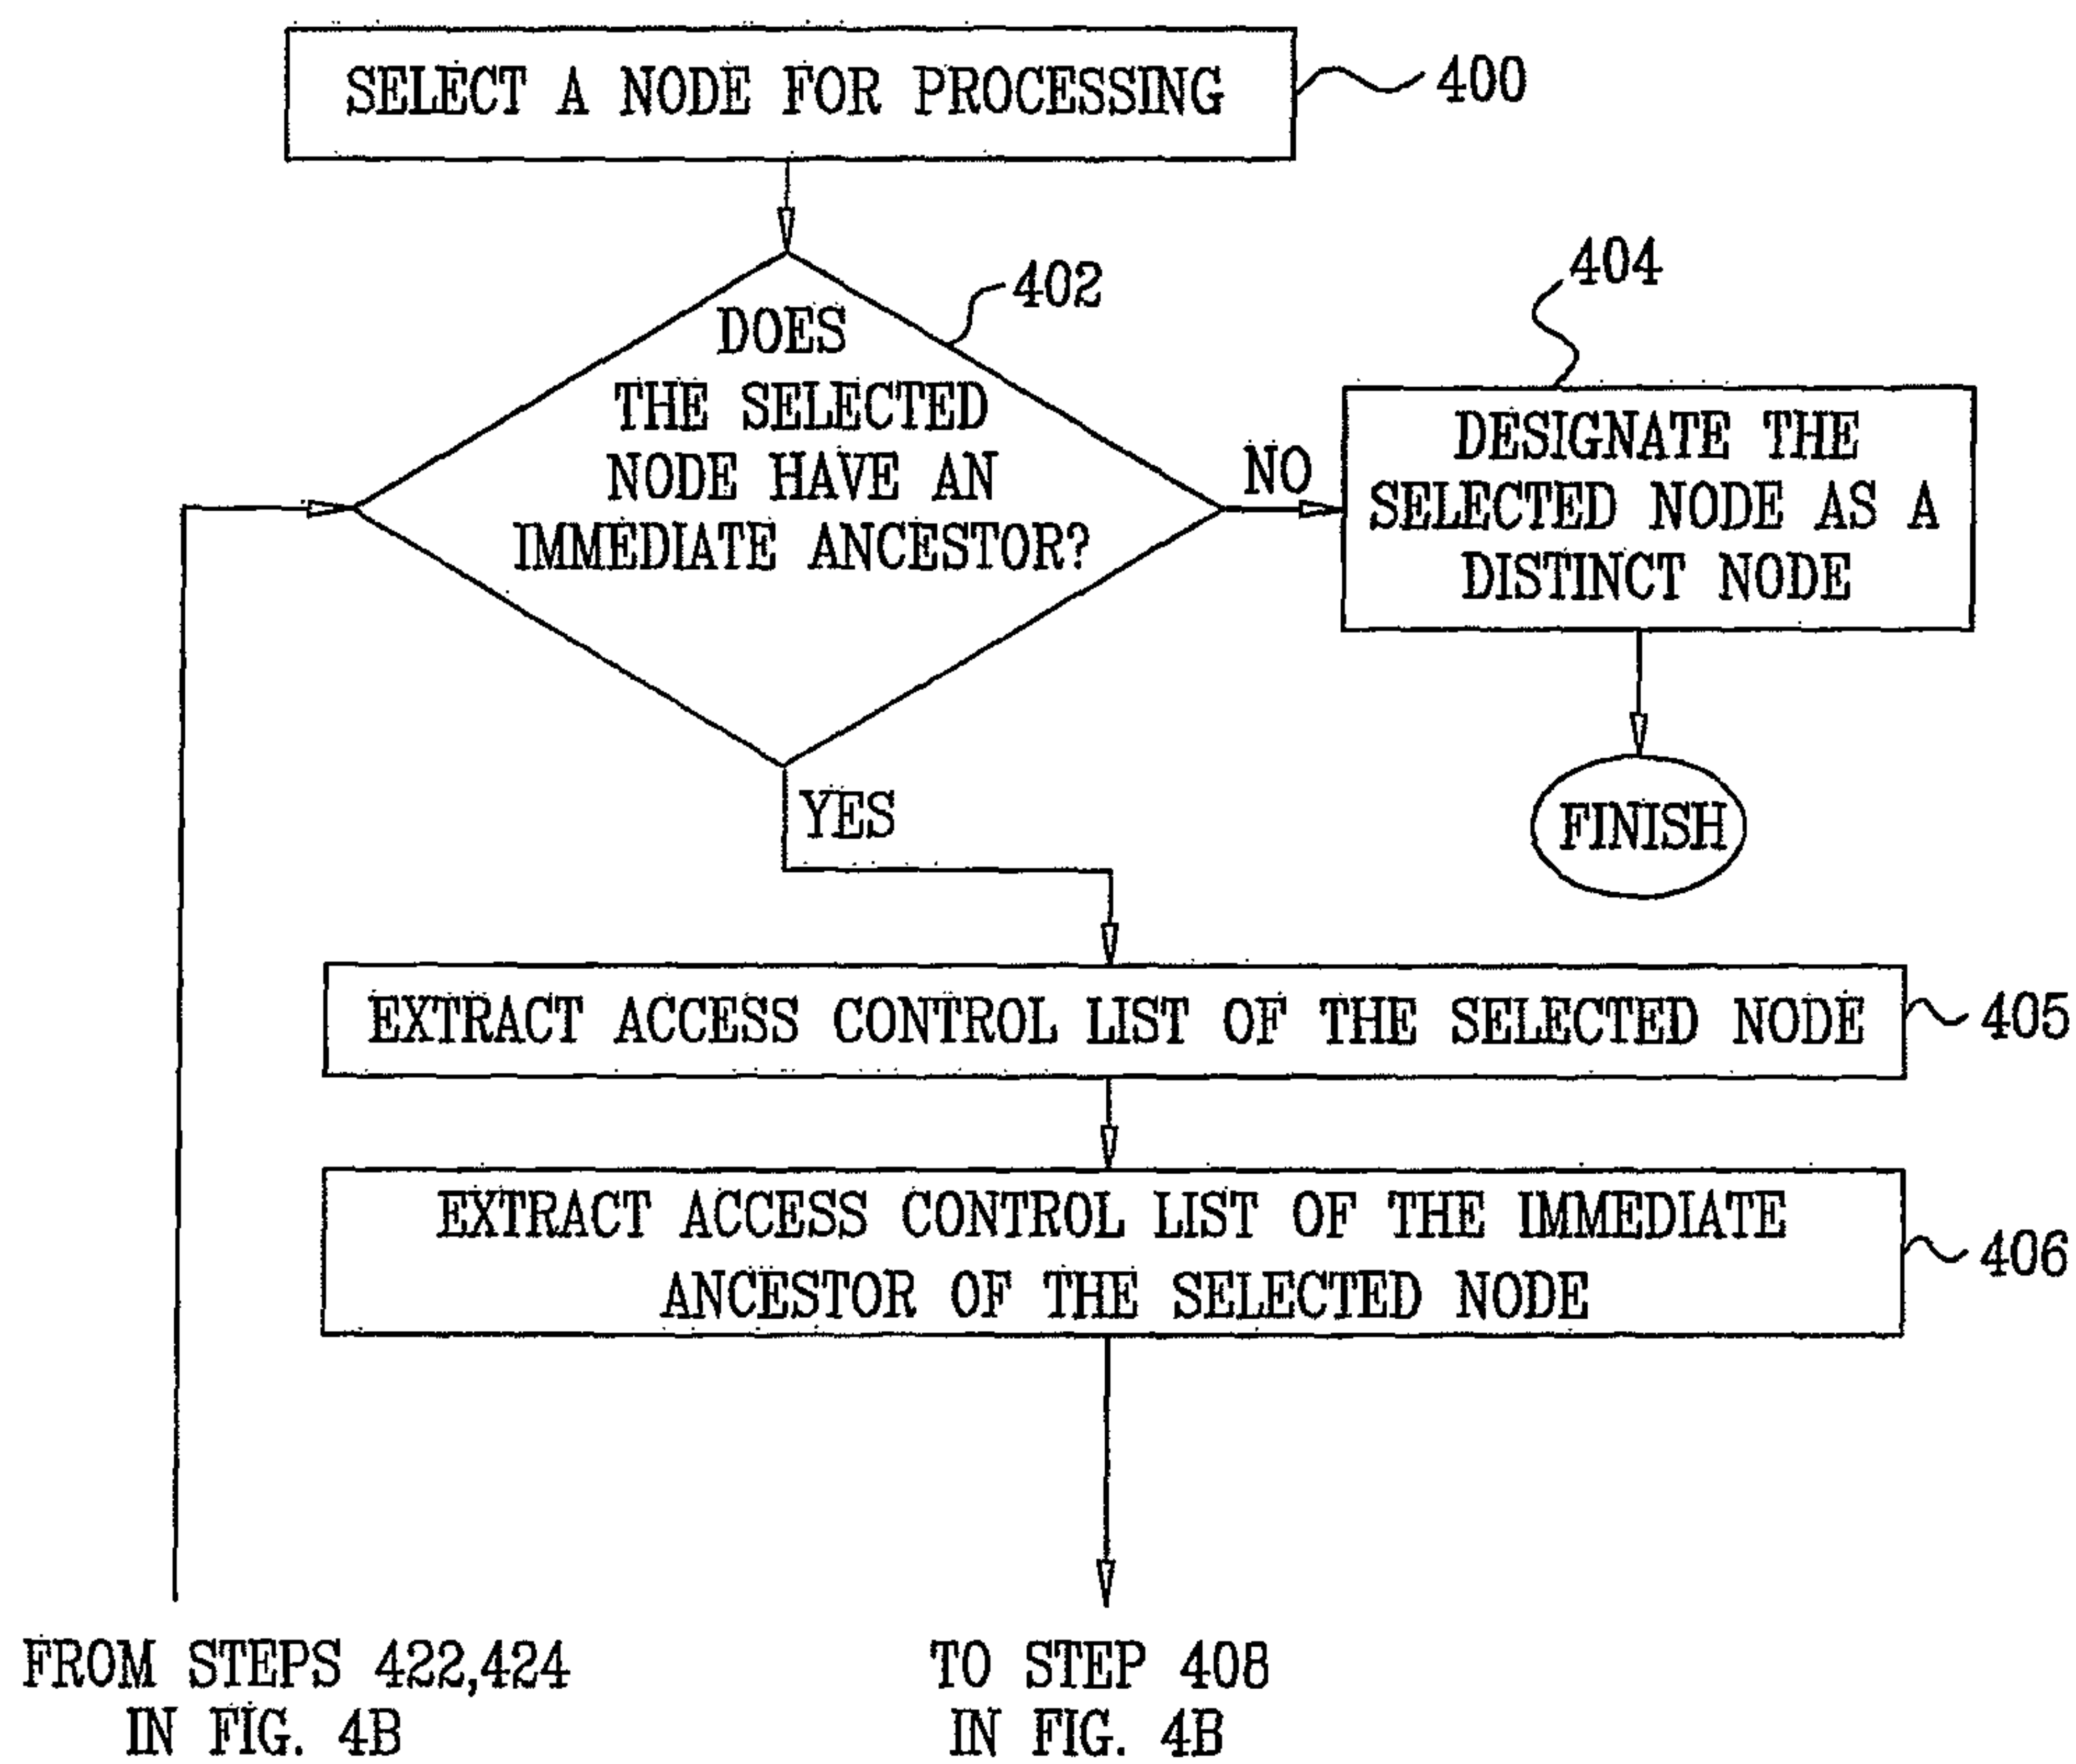 SELECT A NODE FOR PROCESSING
400
402
DOES
THE SELECTED
NODE HAVE AN
IMMEDIATE ANCESTOR?
NO
404
DESIGNATE THE
SELECTED NODE AS A
DISTINCT NODE
FINISH
YES
EXTRACT ACCESS CONTROL LIST OF THE SELECTED NODE
405
EXTRACT ACCESS CONTROL LIST OF THE IMMEDIATE
ANCESTOR OF THE SELECTED NODE
406
FROM STEPS 422,424
IN FIG. 4B
TO STEP 408
IN FIG. 4B